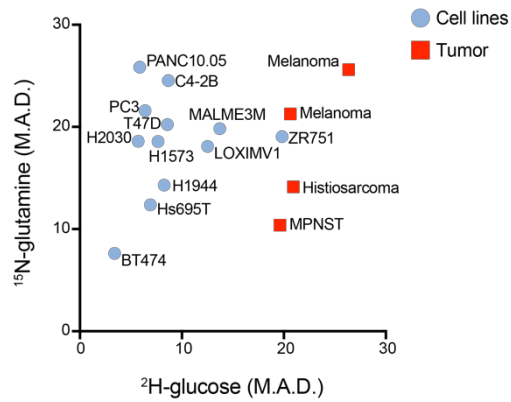 Cell lines
Tumor
30
20
10
0
¹⁵N-glutamine (M.A.D.)
PANC10.05
C4-2B
Melanoma
PC3
T47D
MALME3M
Melanoma
H2030
H1573
LOXIMV1
ZR751
H1944
Histiosarcoma
Hs695T
MPNST
BT474
0
10
20
30
²H-glucose (M.A.D.)